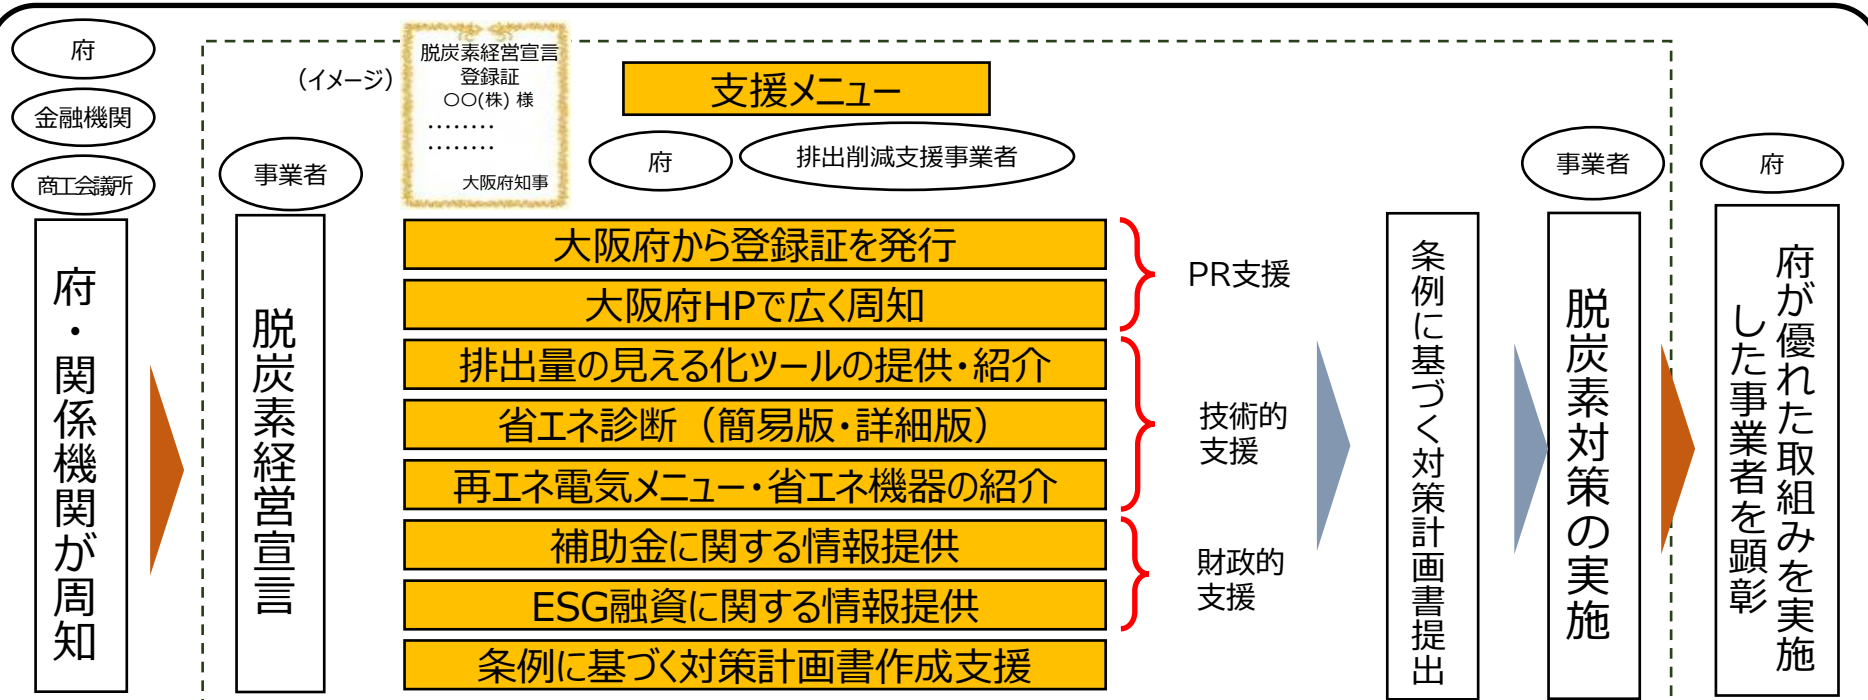 府
金融機関
商工会議所
府・関係機関が周知
事業者
脱炭素経営宣言
（イメージ）
脱炭素経営宣言
登録証
〇〇(株) 様
‥‥‥‥
‥‥‥‥
大阪府知事
支援メニュー
府
排出削減支援事業者
大阪府から登録証を発行
大阪府HPで広く周知
排出量の見える化ツールの提供・紹介
省エネ診断（簡易版・詳細版）
再エネ電気メニュー・省エネ機器の紹介
補助金に関する情報提供
ESG融資に関する情報提供
条例に基づく対策計画書作成支援
PR支援
技術的
支援
財政的
支援
条例に基づく対策計画書提出
事業者
脱炭素対策の実施
府
府が優れた取組みを実施
した事業者を顕彰